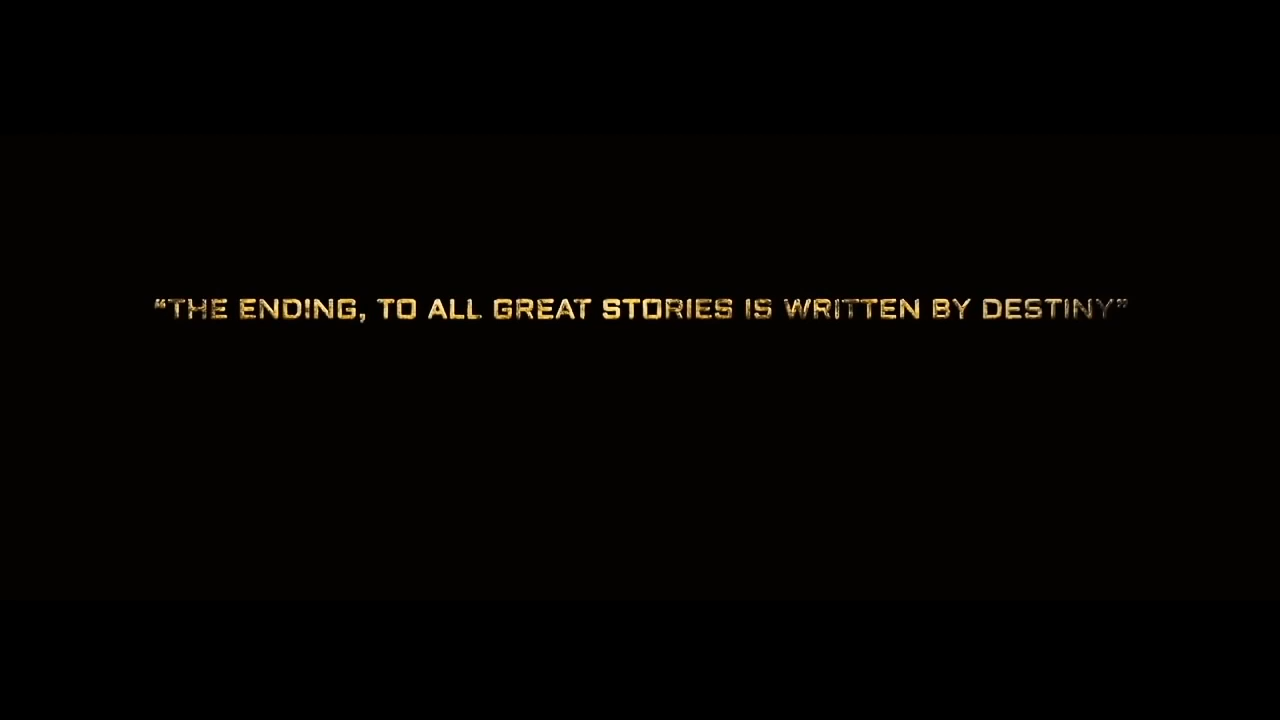 “THE ENDING, TO ALL GREAT STORIES IS WRITTEN BY DESTINY”